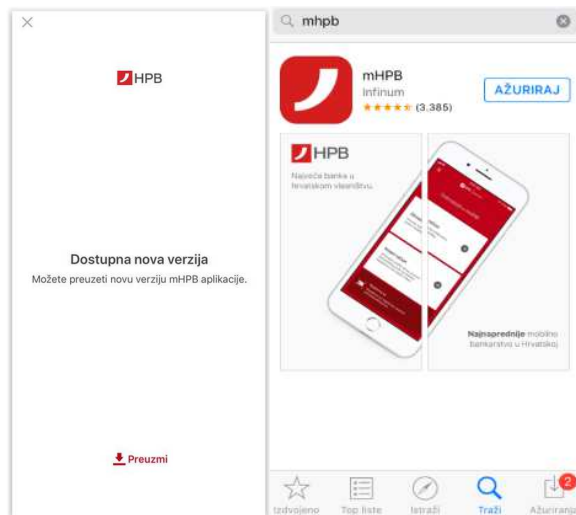 HPB
Dostupna nova verzija
Možete preuzeti novu verziju mHPB aplikacije.
Preuzmi
mhpb
mHPB
Infinum
(3.385)
AŽURIRAJ
HPB
Najveća banka u
hrvatskom vlasništvu.
Najnaprednije mobilno
bankarstvo u Hrvatskoj
2
Izdvojeno Top liste Istraži Traži Ažuriranja